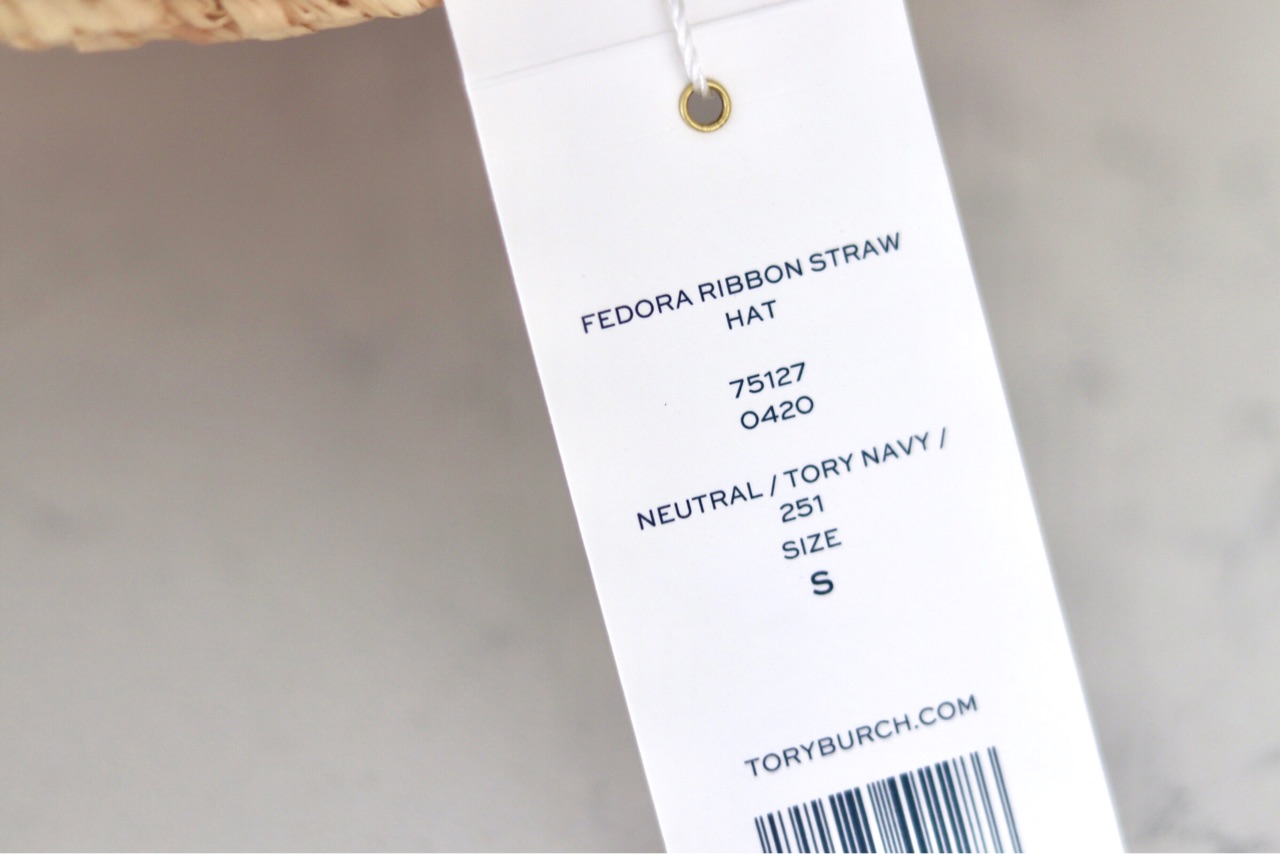 FEDORA RIBBON STRAW
HAT
75127
0420
NEUTRAL / TORY NAVY /
251
SIZE
S
TORYBURCH.COM